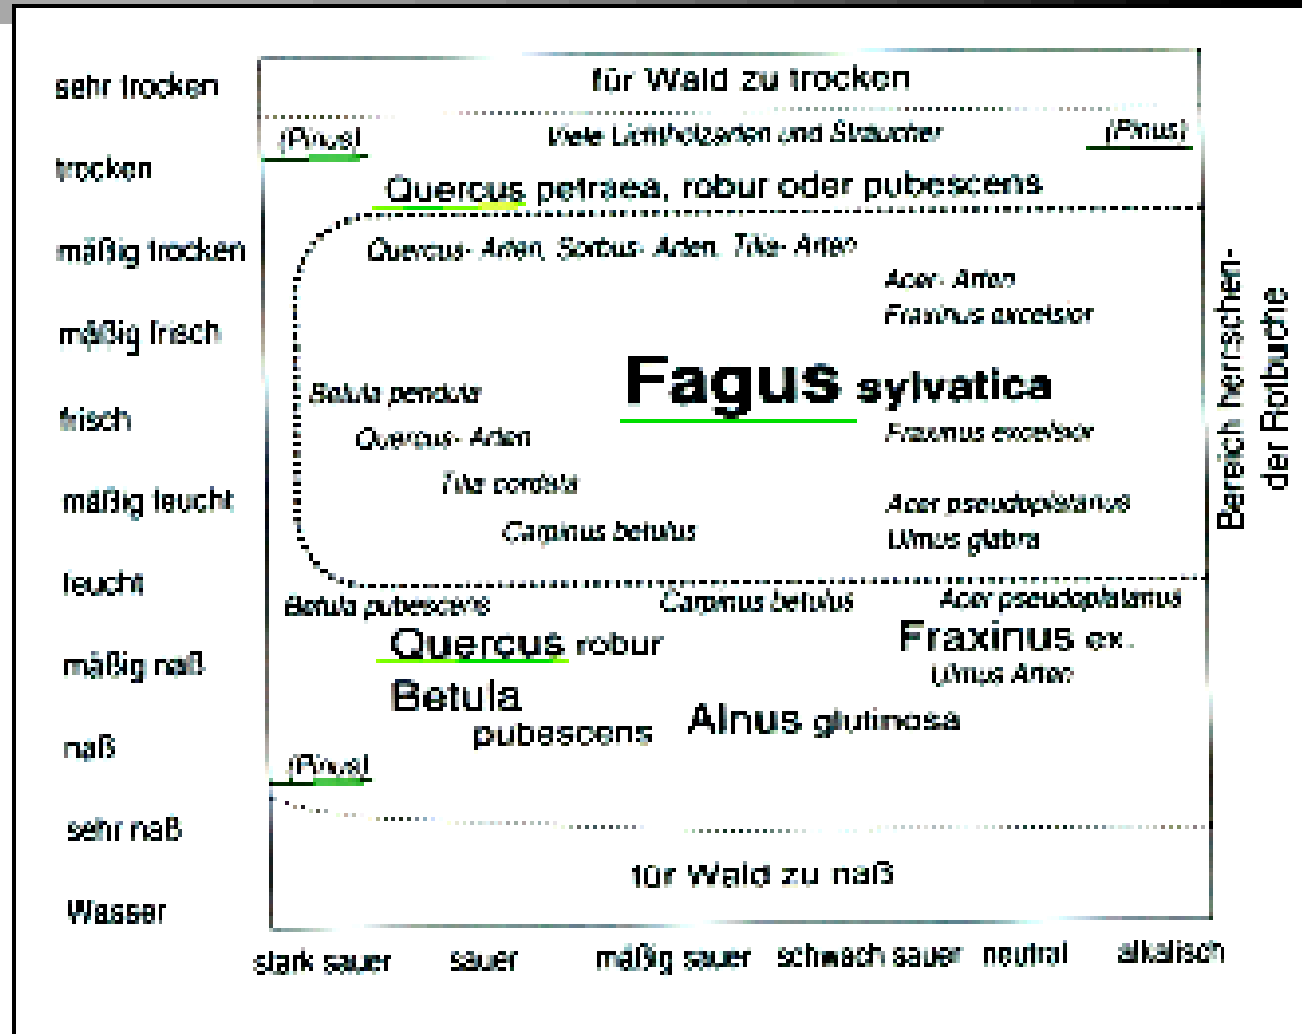 sehr trocken
trocken
mäßig trocken
mäßig frisch
frisch
mäßig feucht
feucht
mäßig naß
naß
sehr naß
Wasser
für Wald zu trocken
(Pinus)
Viele Lichtholzarten und Sträucher
(Pinus)
Quercus petraea, robur oder pubescens
Quercus- Arten, Sorbus- Arten, Tilia- Arten
Acer- Arten
Fraxinus excelsior
Fagus sylvatica
Betula pendula
Fraxinus excelsior
Quercus- Arten
Tilia cordata
Acer pseudoplatanus
Carpinus betulus
Ulmus glabra
Betula pubescens
Carpinus betulus
Acer pseudoplatanus
Quercus robur
Fraxinus ex.
Ulmus Arten
Betula
pubescens
Alnus glutinosa
(Pinus)
für Wald zu naß
stark sauer
sauer
mäßig sauer
schwach sauer
neutral
alkalisch
Bereich herrschen-
der Rotbuche